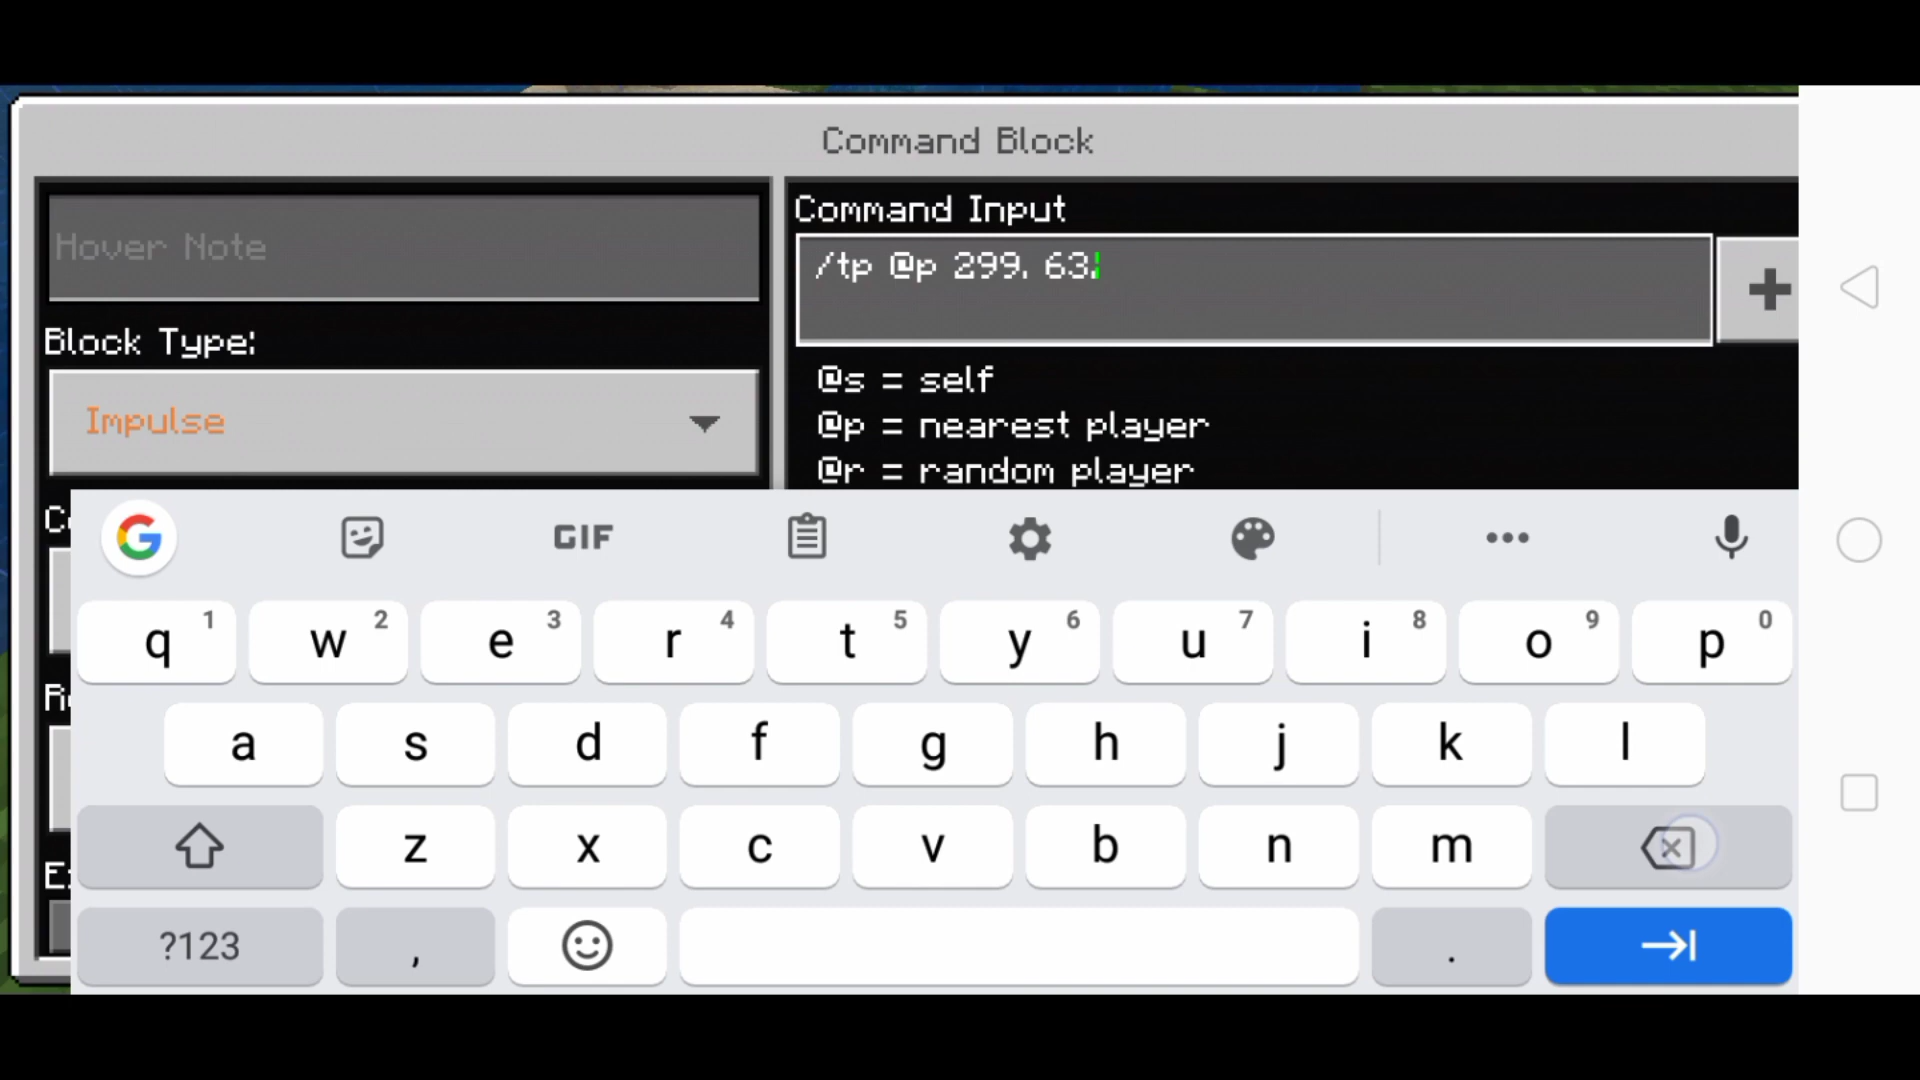 Command Block
Hover Note
Block Type:
Impulse
Command Input
/tp @p 299. 63.
@s = self
@p = nearest player
@r = random player
GIF
q 1 w 2 e 3 r 4 t 5 y 6 u 7 i 8 o 9 p 0
a s d f g h j k l
z x c v b n m
?123 , .